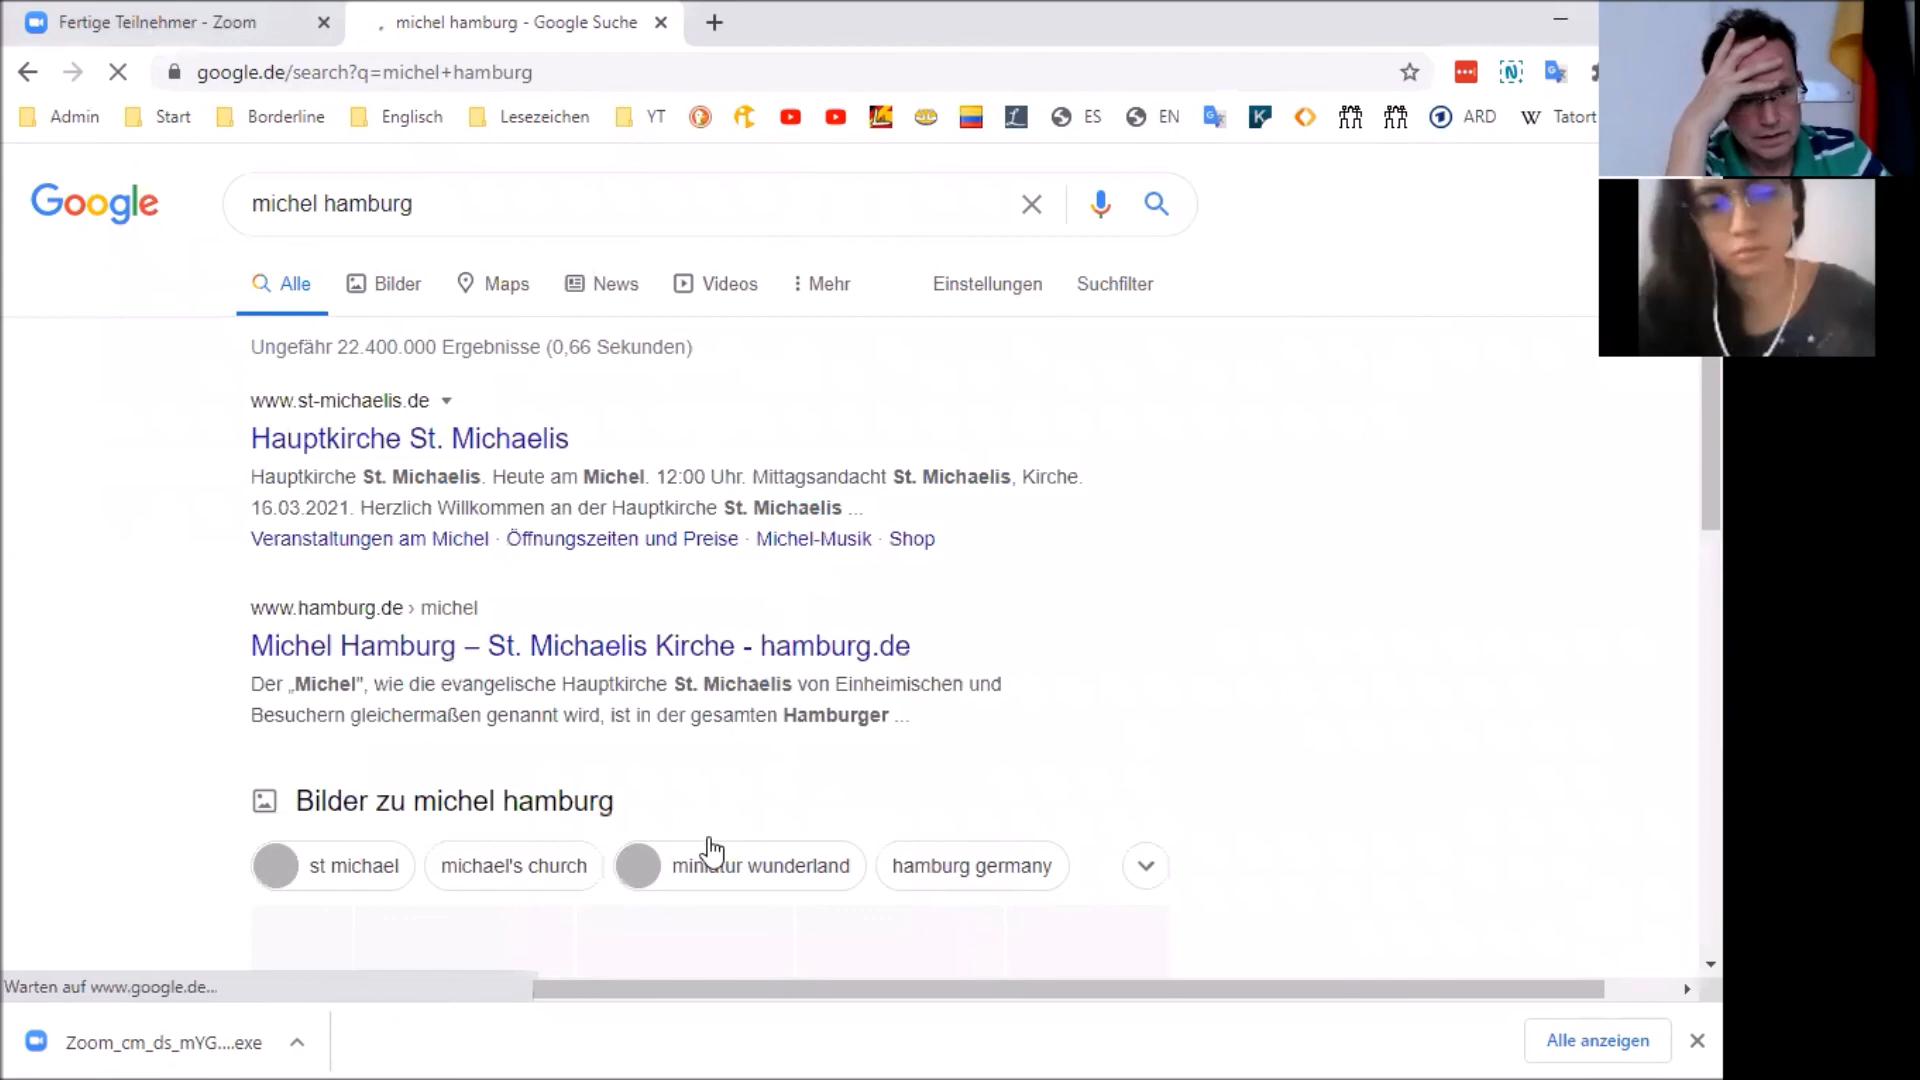 Fertige Teilnehmer - Zoom
michel hamburg - Google Suche
google.de/search?q=michel+hamburg
Admin
Start
Borderline
Englisch
Lesezeichen
YT
ES
EN
ARD
Tatort
Google
michel hamburg
Alle
Bilder
Maps
News
Videos
Mehr
Einstellungen
Suchfilter
Ungefähr 22.400.000 Ergebnisse (0,66 Sekunden)
www.st-michaelis.de
Hauptkirche St. Michaelis
Hauptkirche St. Michaelis. Heute am Michel. 12:00 Uhr. Mittagsandacht St. Michaelis, Kirche.
16.03.2021. Herzlich Willkommen an der Hauptkirche St. Michaelis ...
Veranstaltungen am Michel · Öffnungszeiten und Preise · Michel-Musik · Shop
www.hamburg.de › michel
Michel Hamburg – St. Michaelis Kirche - hamburg.de
Der „Michel", wie die evangelische Hauptkirche St. Michaelis von Einheimischen und
Besuchern gleichermaßen genannt wird, ist in der gesamten Hamburger ...
Bilder zu michel hamburg
st michael
michael's church
miniatur wunderland
hamburg germany
Warten auf www.google.de...
Zoom_cm_ds_mYG....exe
Alle anzeigen